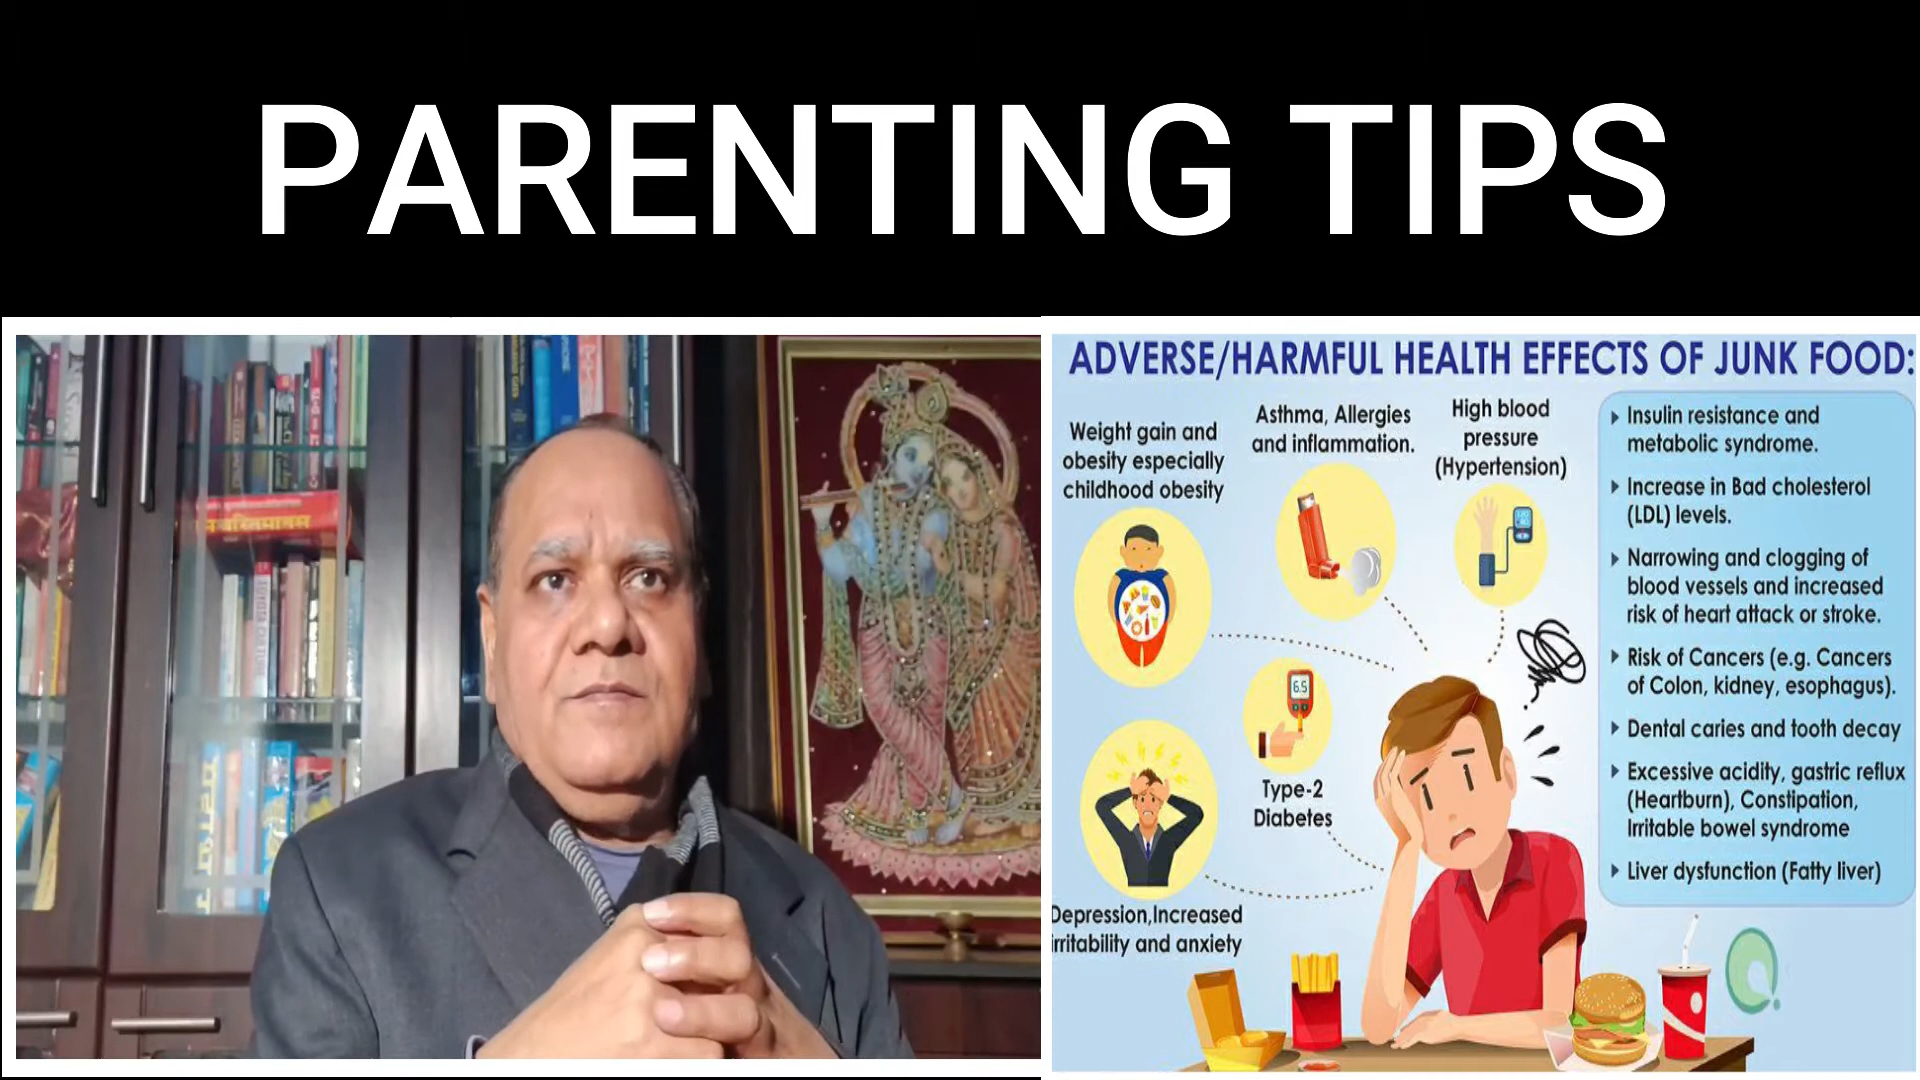 PARENTING TIPS
ADVERSE/HARMFUL HEALTH EFFECTS OF JUNK FOOD:
Weight gain and
obesity especially
childhood obesity
Asthma, Allergies
and inflammation.
High blood
pressure
(Hypertension)
6.5
Type-2
Diabetes
Depression,Increased
irritability and anxiety
Insulin resistance and
metabolic syndrome.
Increase in Bad cholesterol
(LDL) levels.
Narrowing and clogging of
blood vessels and increased
risk of heart attack or stroke.
Risk of Cancers (e.g. Cancers
of Colon, kidney, esophagus).
Dental caries and tooth decay
Excessive acidity, gastric reflux
(Heartburn), Constipation,
Irritable bowel syndrome
Liver dysfunction (Fatty liver)